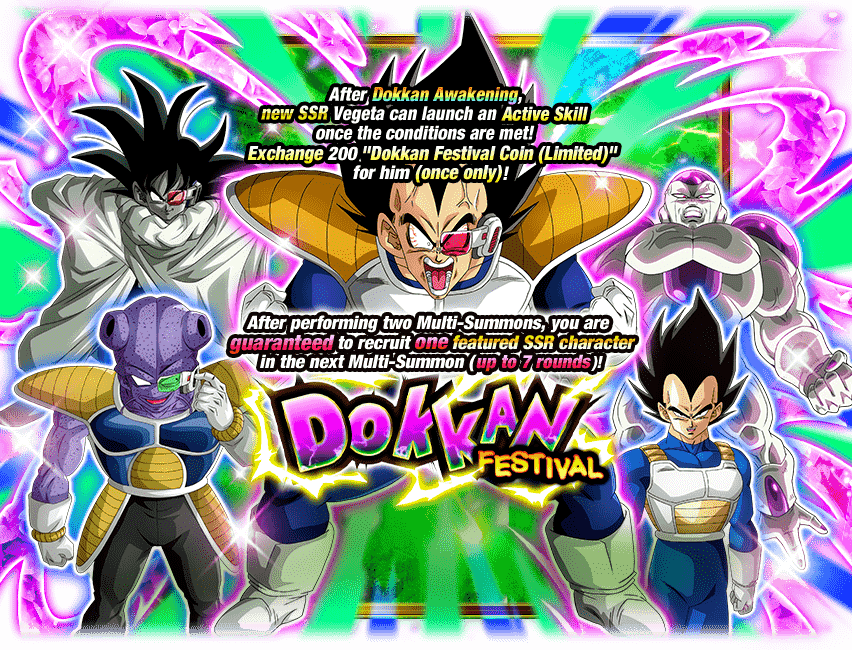 After Dokkan Awakening,
new SSR Vegeta can launch an Active Skill
once the conditions are met!
Exchange 200 "Dokkan Festival Coin (Limited)"
for him (once only)!
After performing two Multi-Summons, you are
guaranteed to recruit one featured SSR character
in the next Multi-Summon (up to 7 rounds)!
DOKKAN
FESTIVAL